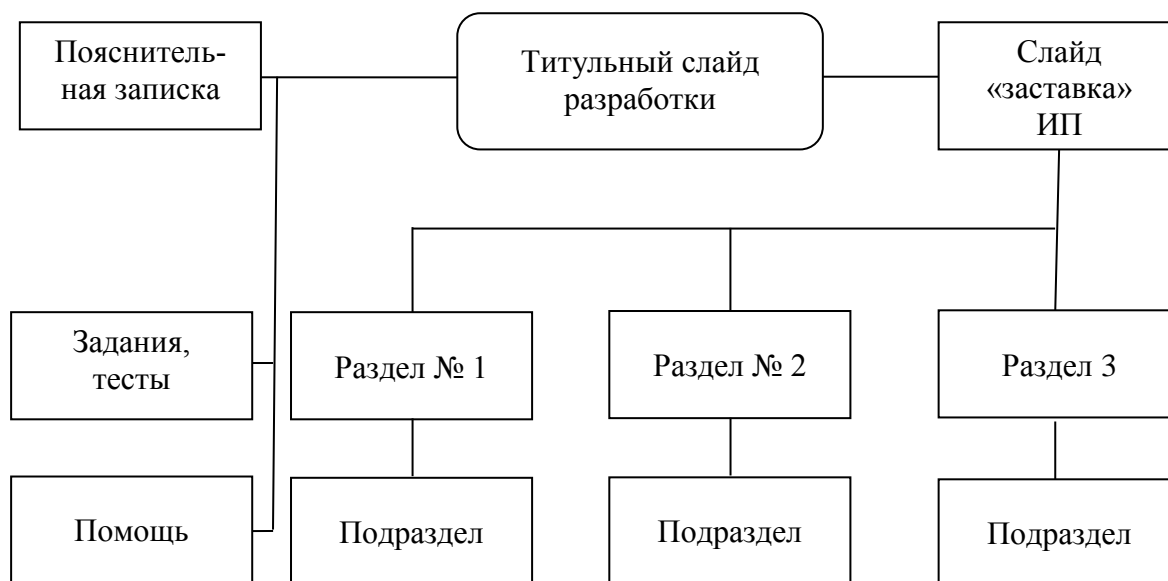 Пояснитель-
ная записка
Титульный слайд
разработки
Слайд
«заставка»
ИП
Задания,
тесты
Раздел № 1
Раздел № 2
Раздел 3
Помощь
Подраздел
Подраздел
Подраздел